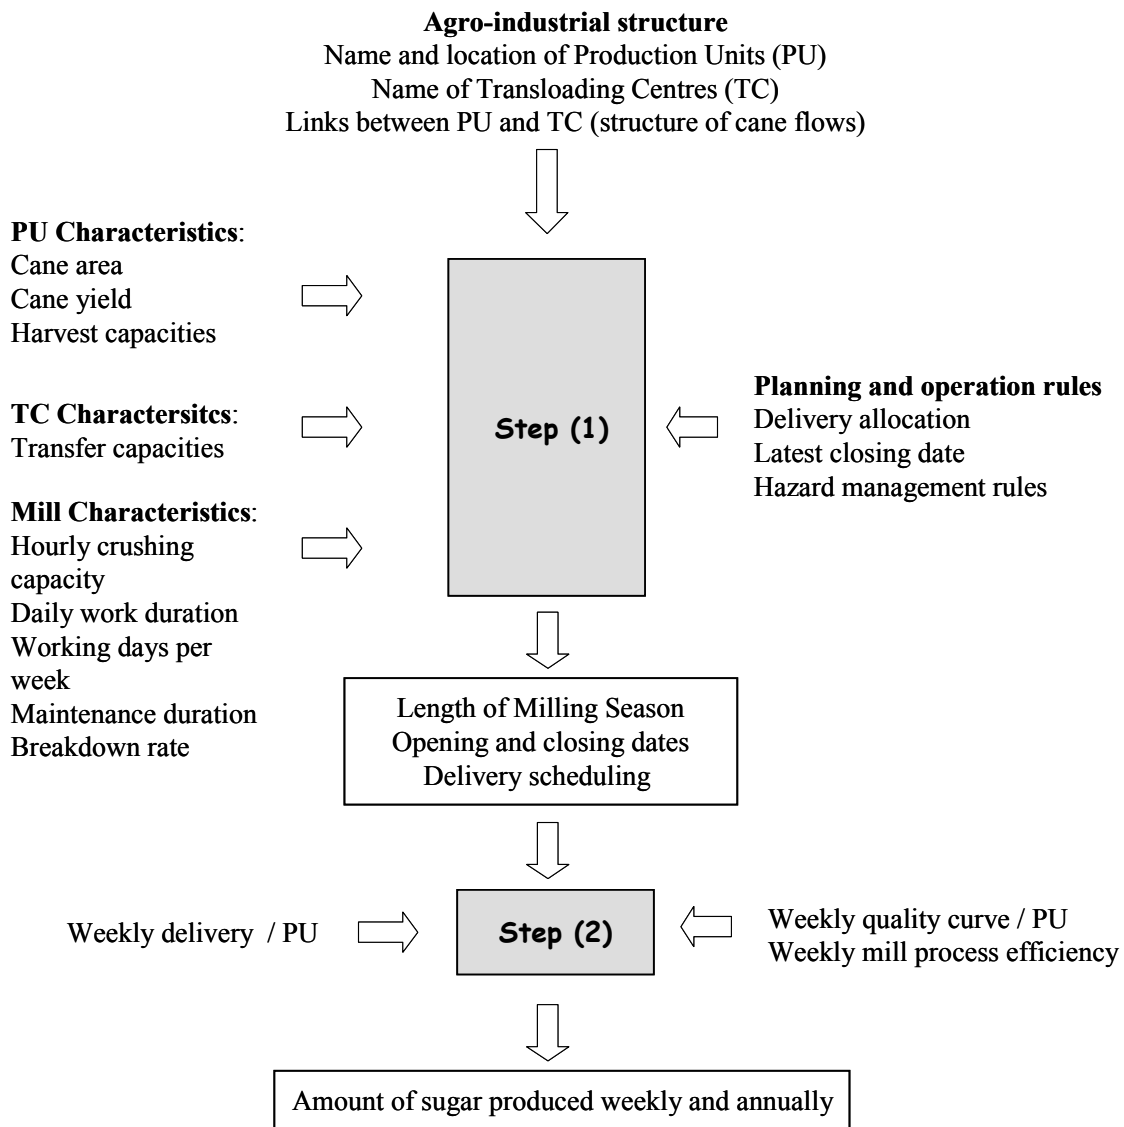 Agro-industrial structure
Name and location of Production Units (PU)
Name of Transloading Centres (TC)
Links between PU and TC (structure of cane flows)
PU Characteristics:
Cane area
Cane yield
Harvest capacities
TC Charactersitcs:
Transfer capacities
Mill Characteristics:
Hourly crushing
capacity
Daily work duration
Working days per
week
Maintenance duration
Breakdown rate
Step (1)
Planning and operation rules
Delivery allocation
Latest closing date
Hazard management rules
Length of Milling Season
Opening and closing dates
Delivery scheduling
Weekly delivery / PU
Step (2)
Weekly quality curve / PU
Weekly mill process efficiency
Amount of sugar produced weekly and annually